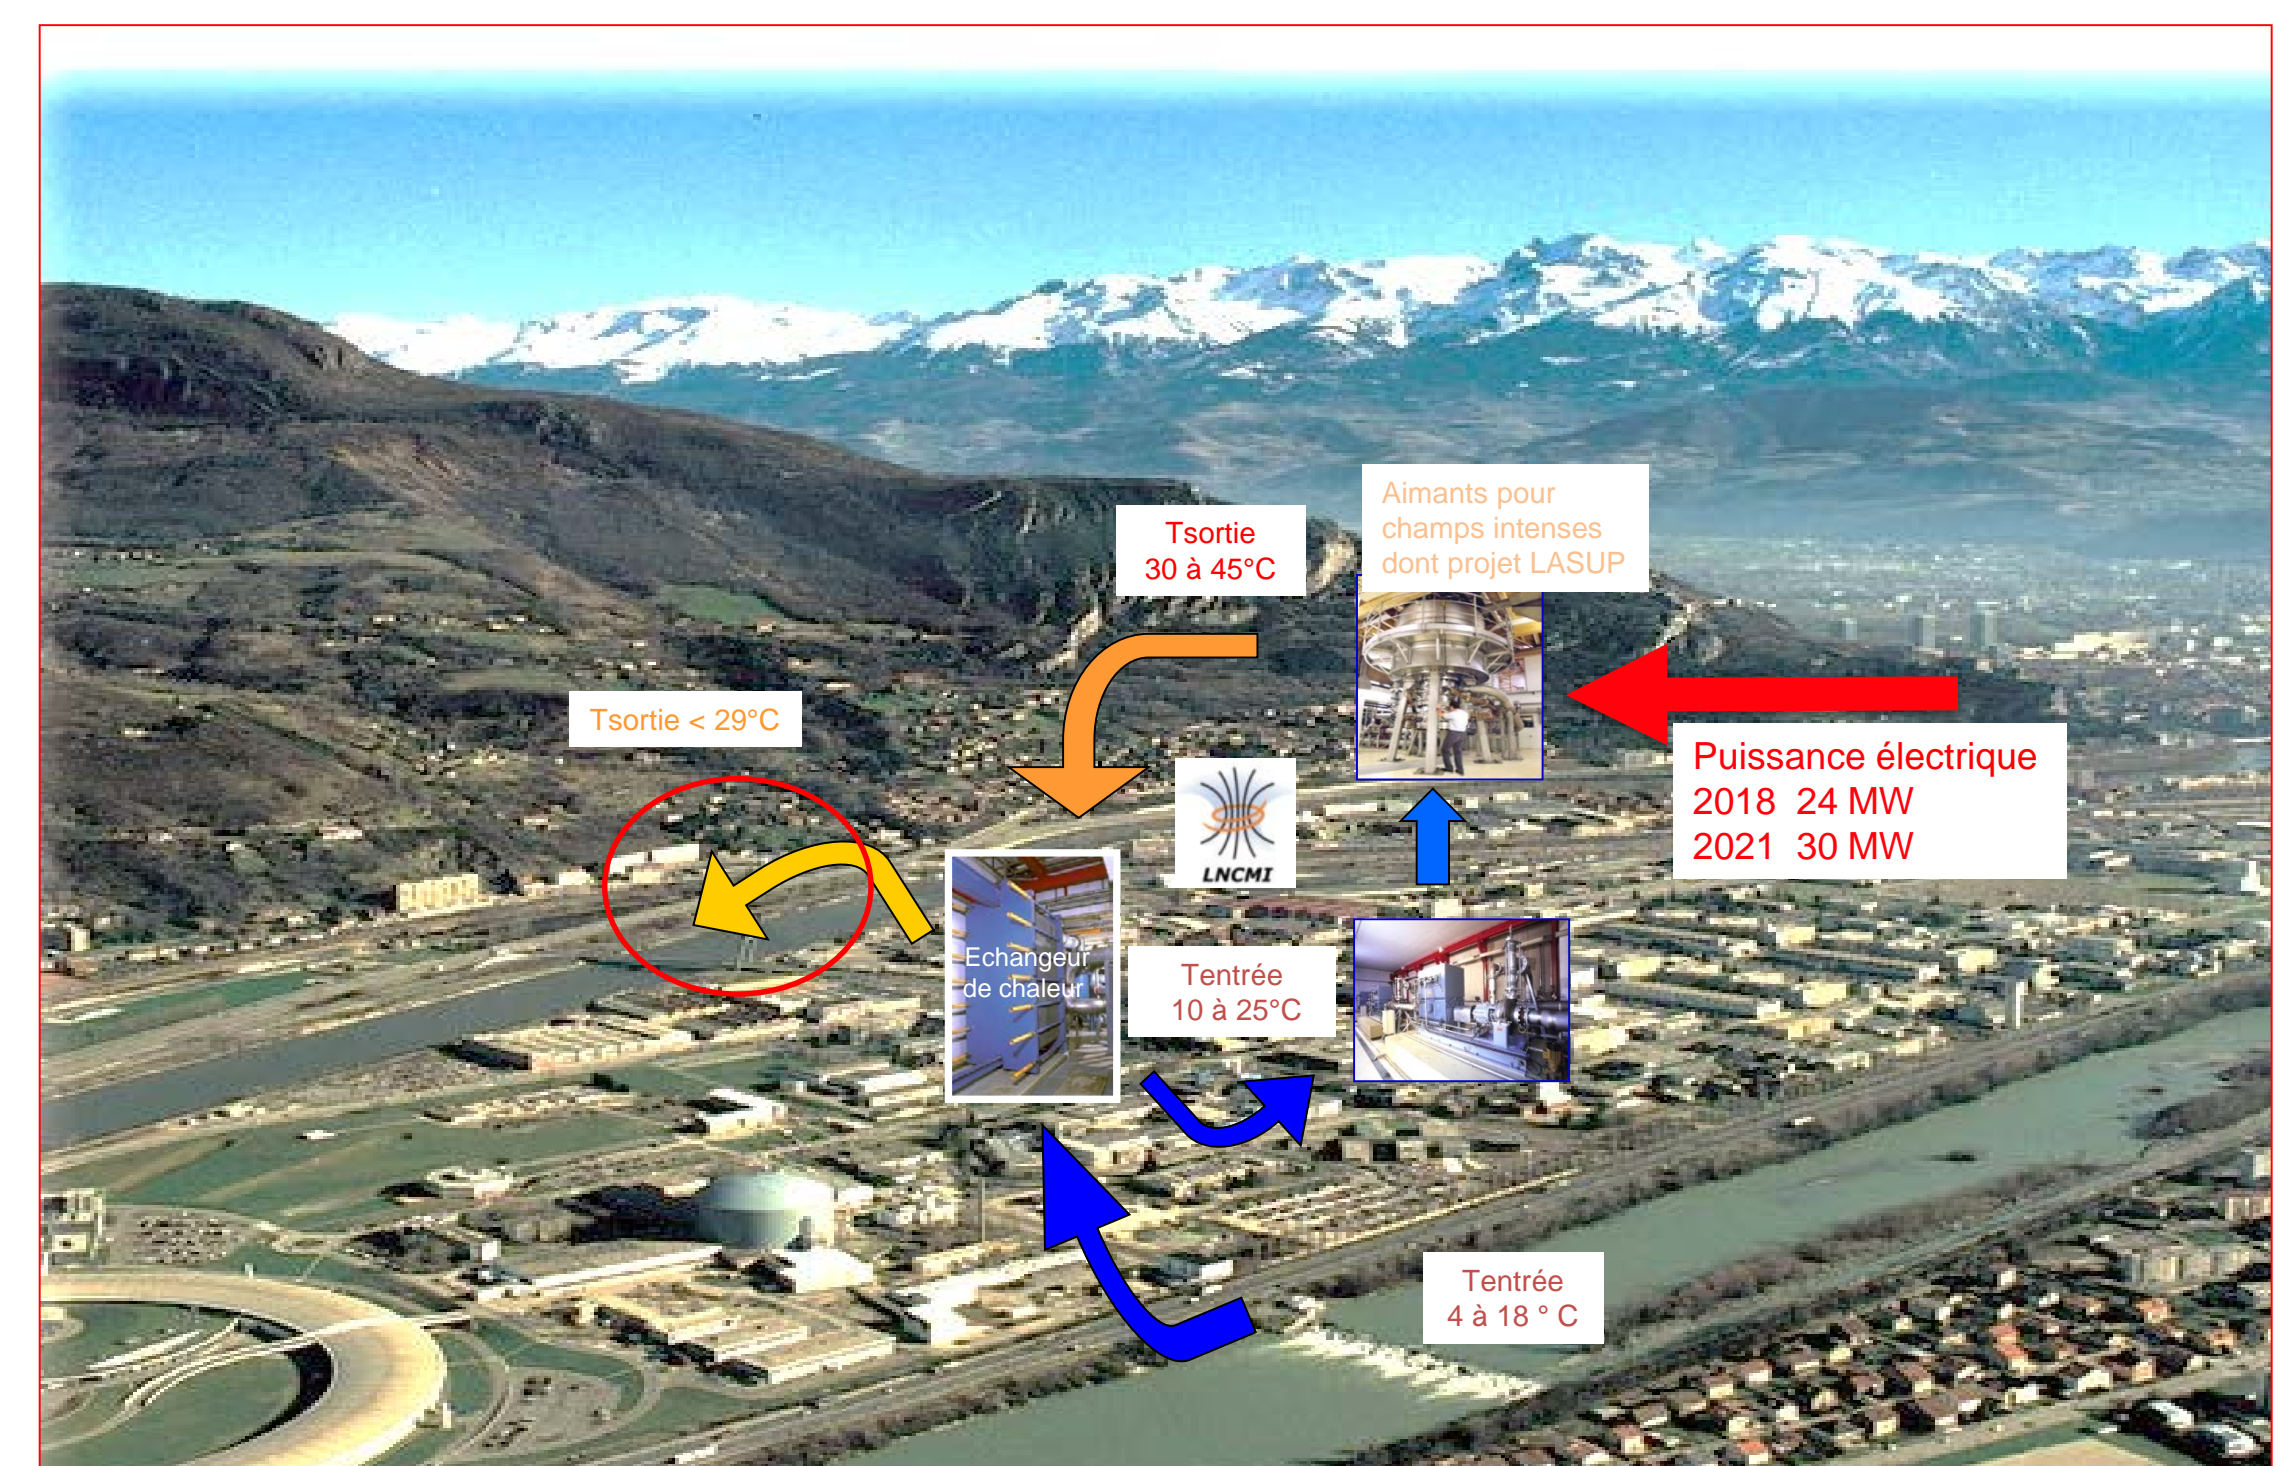 Aimants pour
champs intenses
dont projet LASUP
Tsortie
30 à 45°C
Tsortie < 29°C
Puissance électrique
2018  24 MW
2021  30 MW
LNCMI
Echangeur
de chaleur
Tentrée
10 à 25°C
Tentrée
4 à 18 ° C